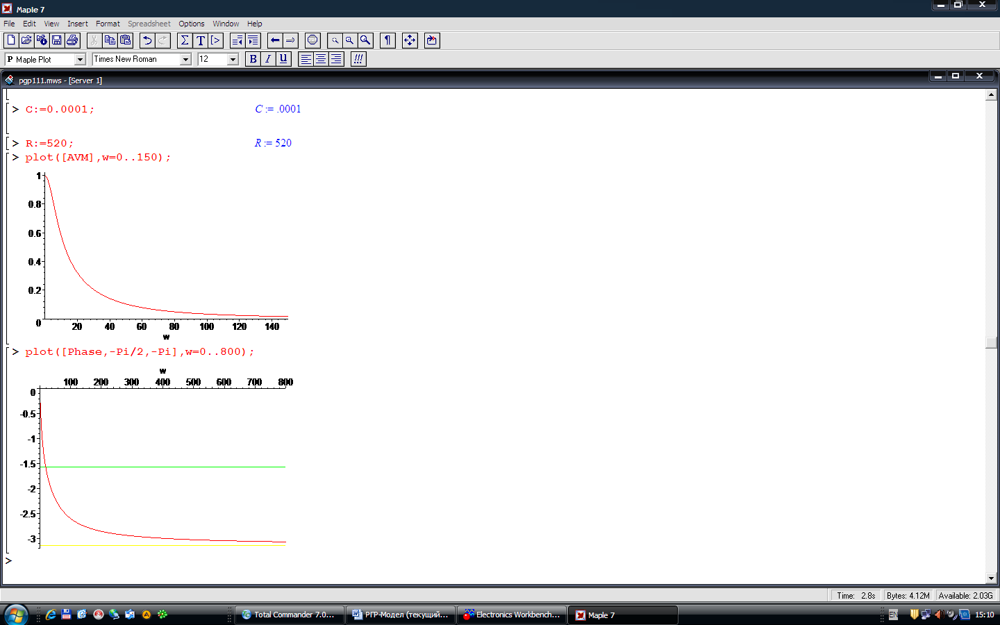 Maple 7
File Edit View Insert Format Spreadsheet Options Window Help
P Maple Plot Times New Roman 12 B I u !!!
pgp111.mws - [Server 1]
> C:=0.0001; C := .0001
> R:=520; R := 520
> plot([AVM],w=0..150);
1
0.8
0.6
0.4
0.2
0
20 40 60 80 100 120 140
w
> plot([Phase,-Pi/2,-Pi],w=0..800);
w
100 200 300 400 500 600 700 800
0
-0.5
-1
-1.5
-2
-2.5
-3
>
Time: 2.8s Bytes: 4.12M Available: 2.03G
Total Commander 7.0... РГР-Модел (текущий... Electronics Workbench... Maple 7 EN 15:10